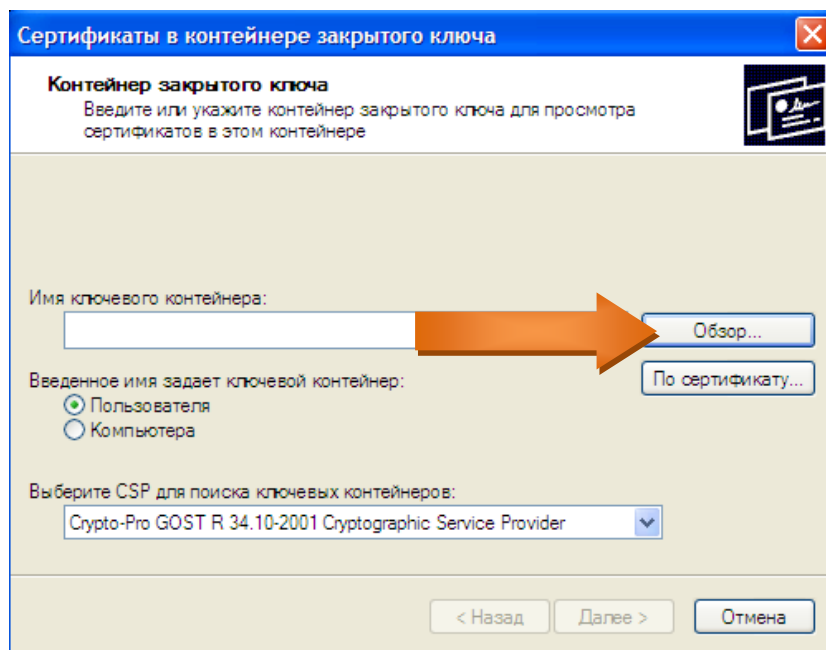 Сертификаты в контейнере закрытого ключа
Контейнер закрытого ключа
Введите или укажите контейнер закрытого ключа для просмотра
сертификатов в этом контейнере
Имя ключевого контейнера:
Обзор...
Введенное имя задает ключевой контейнер:
По сертификату...
Пользователя
Компьютера
Выберите CSP для поиска ключевых контейнеров:
Crypto-Pro GOST R 34.10-2001 Cryptographic Service Provider
< Назад
Далее >
Отмена